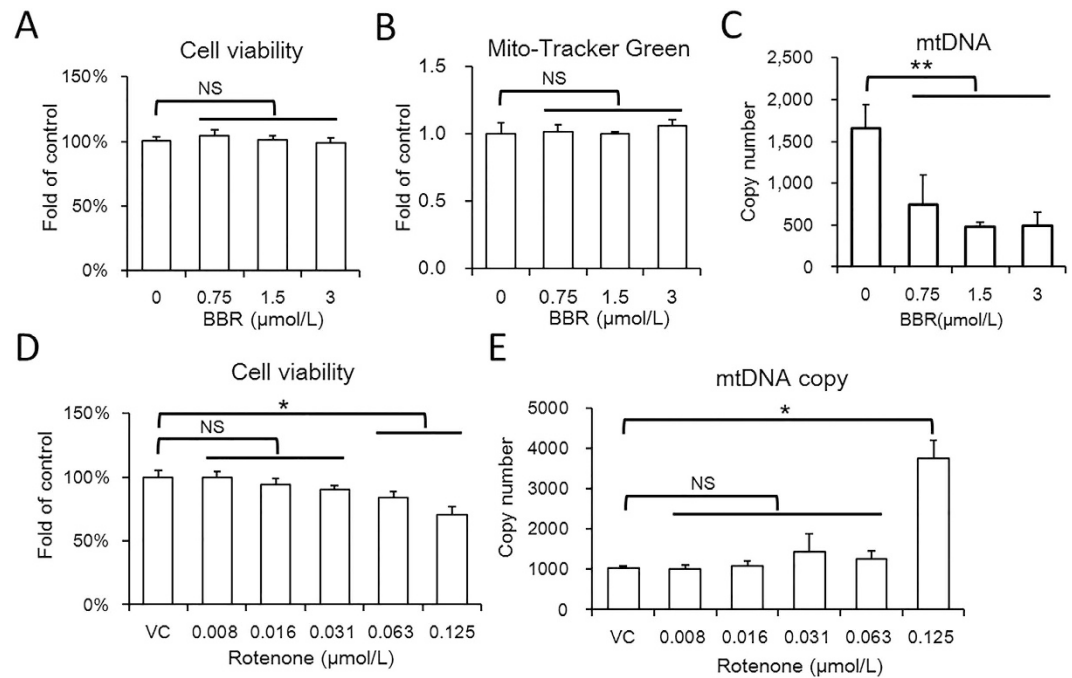 A
Cell viability
150%
100%
50%
0%
Fold of control
NS
0 0.75 1.5 3
BBR (µmol/L)
B
Mito-Tracker Green
1.5
1.0
0.5
0.0
Fold of control
NS
0 0.75 1.5 3
BBR (µmol/L)
C
mtDNA
2,500
2,000
1,500
1,000
500
0
Copy number
**
0 0.75 1.5 3
BBR(µmol/L)
D
Cell viability
150%
100%
50%
0%
Fold of control
*
NS
VC 0.008 0.016 0.031 0.063 0.125
Rotenone (µmol/L)
E
mtDNA copy
5000
4000
3000
2000
1000
0
Copy number
*
NS
VC 0.008 0.016 0.031 0.063 0.125
Rotenone (µmol/L)